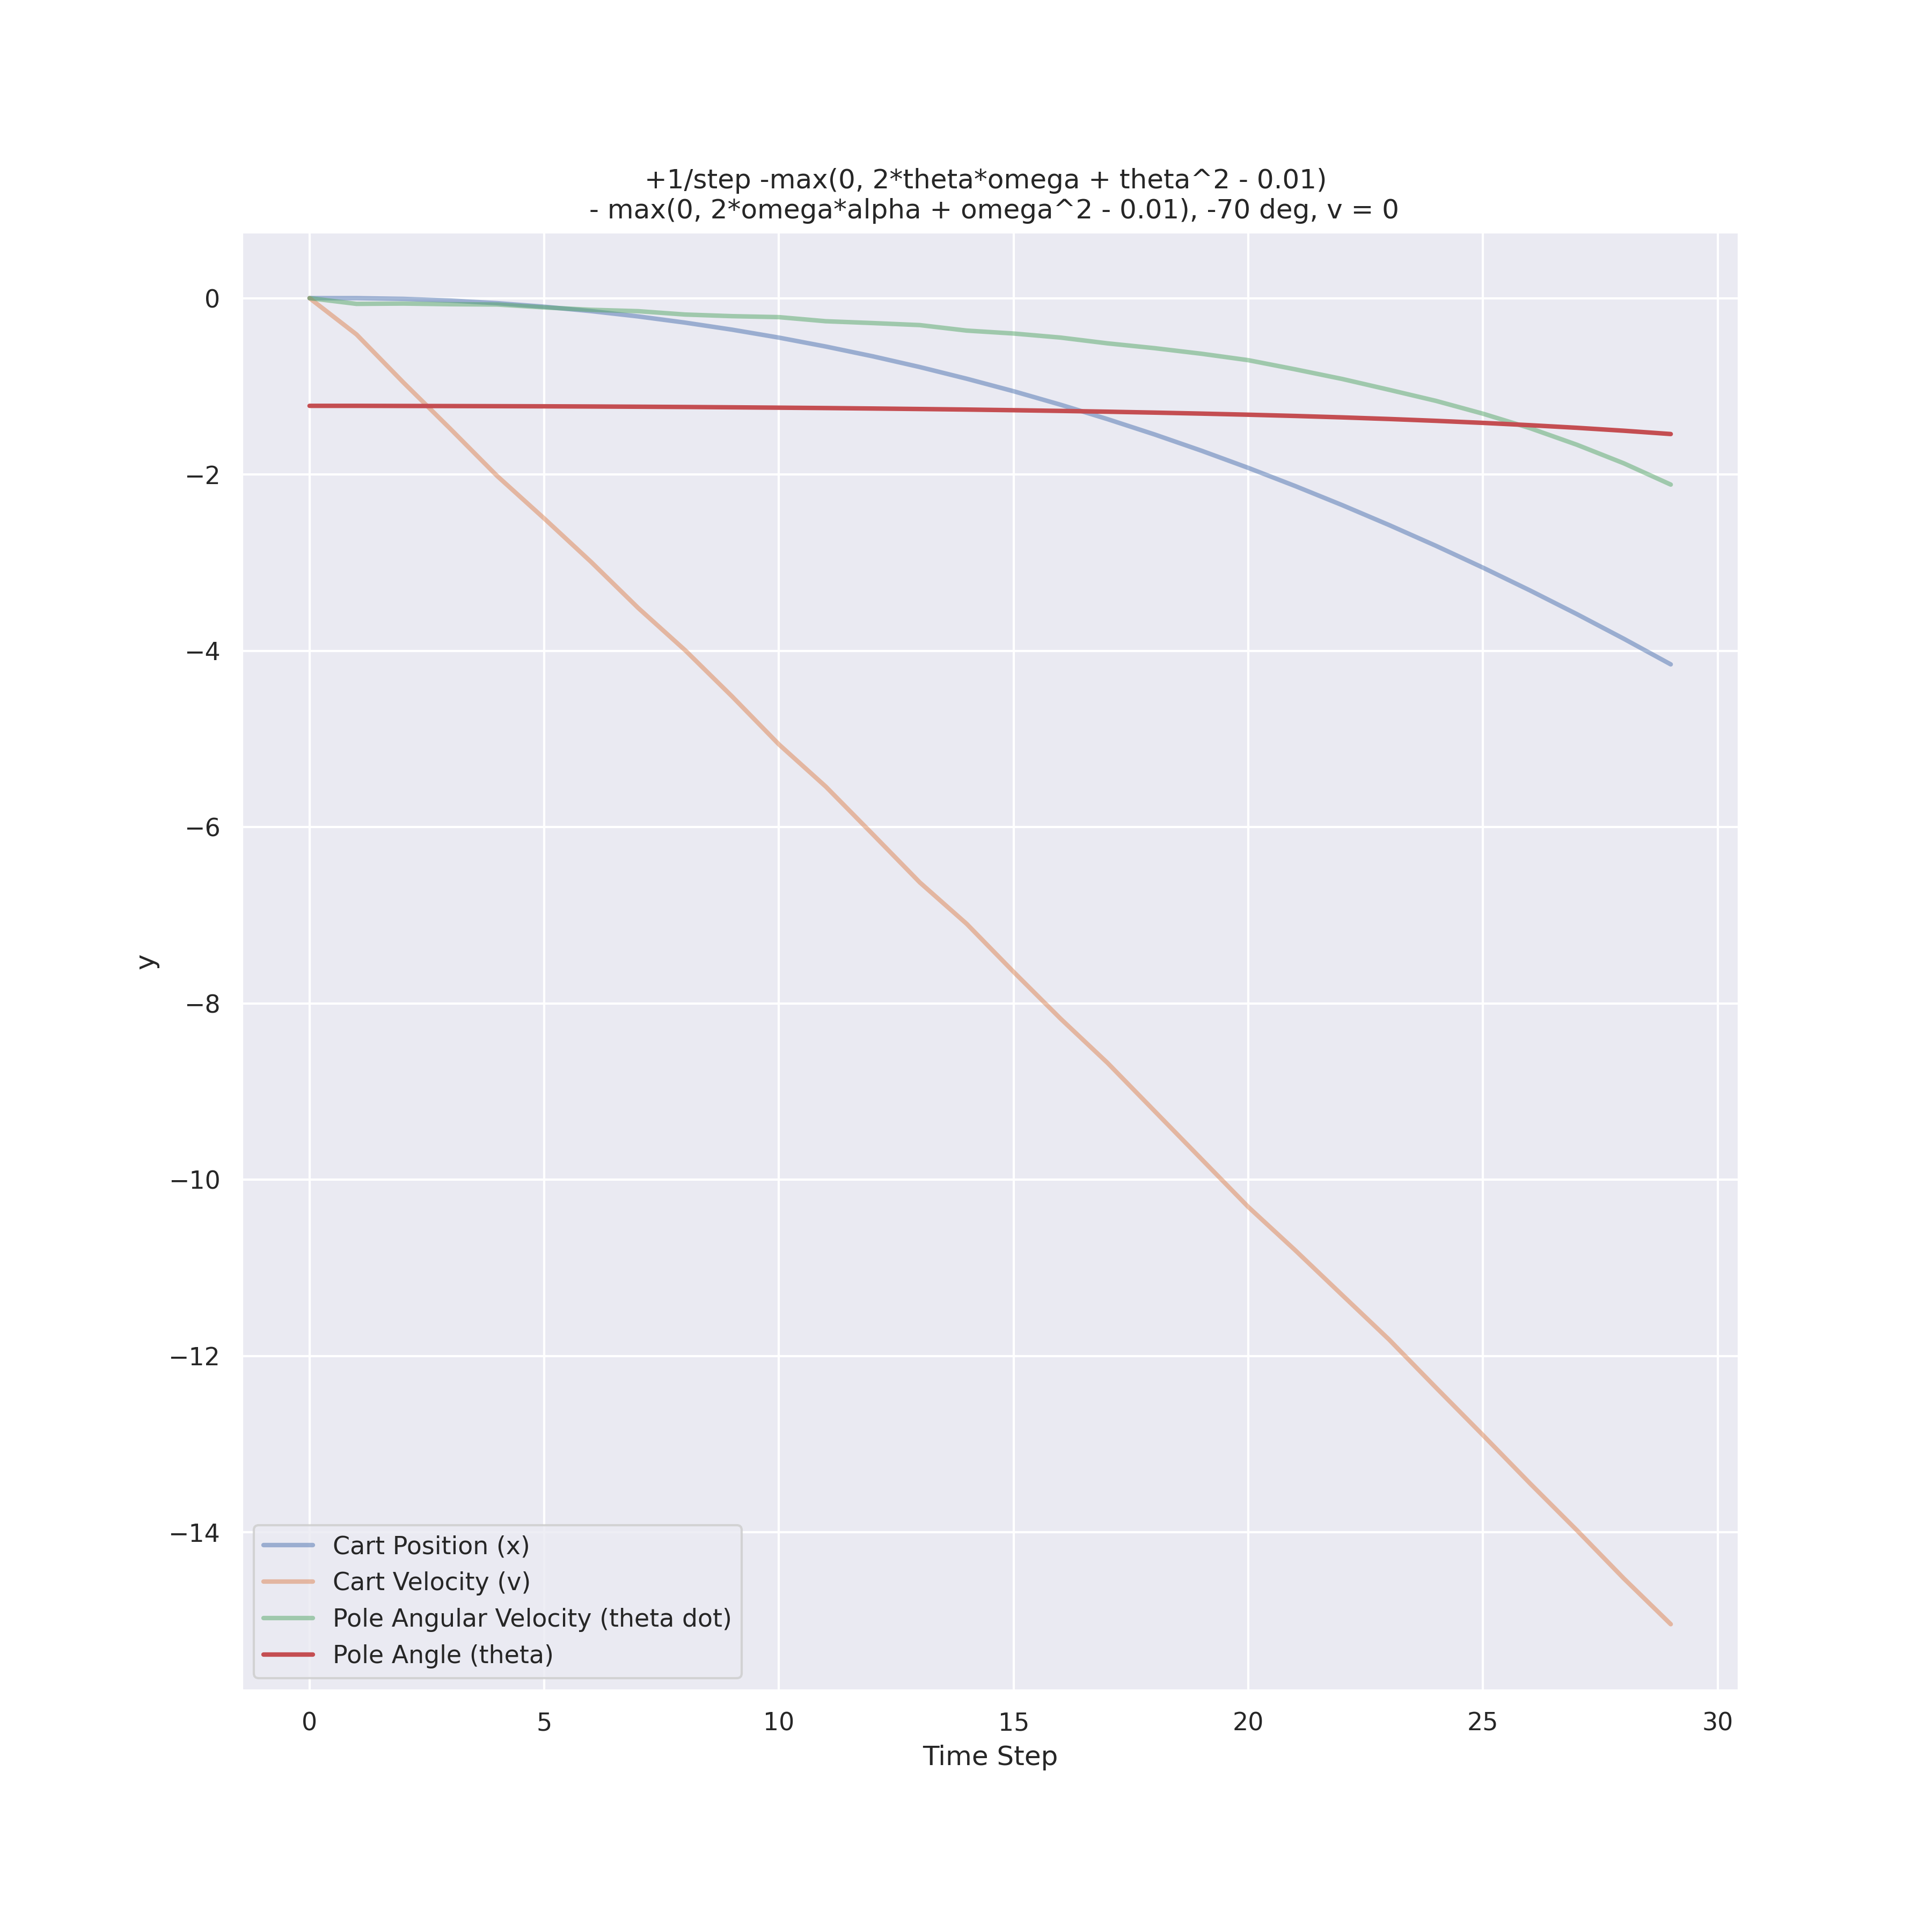 +1/step -max(0, 2*theta*omega + theta^2 - 0.01)
- max(0, 2*omega*alpha + omega^2 - 0.01), -70 deg, v = 0
0
−2
−4
−6
−8
−10
−12
−14
y
Cart Position (x)
Cart Velocity (v)
Pole Angular Velocity (theta dot)
Pole Angle (theta)
0 5 10 15 20 25 30
Time Step